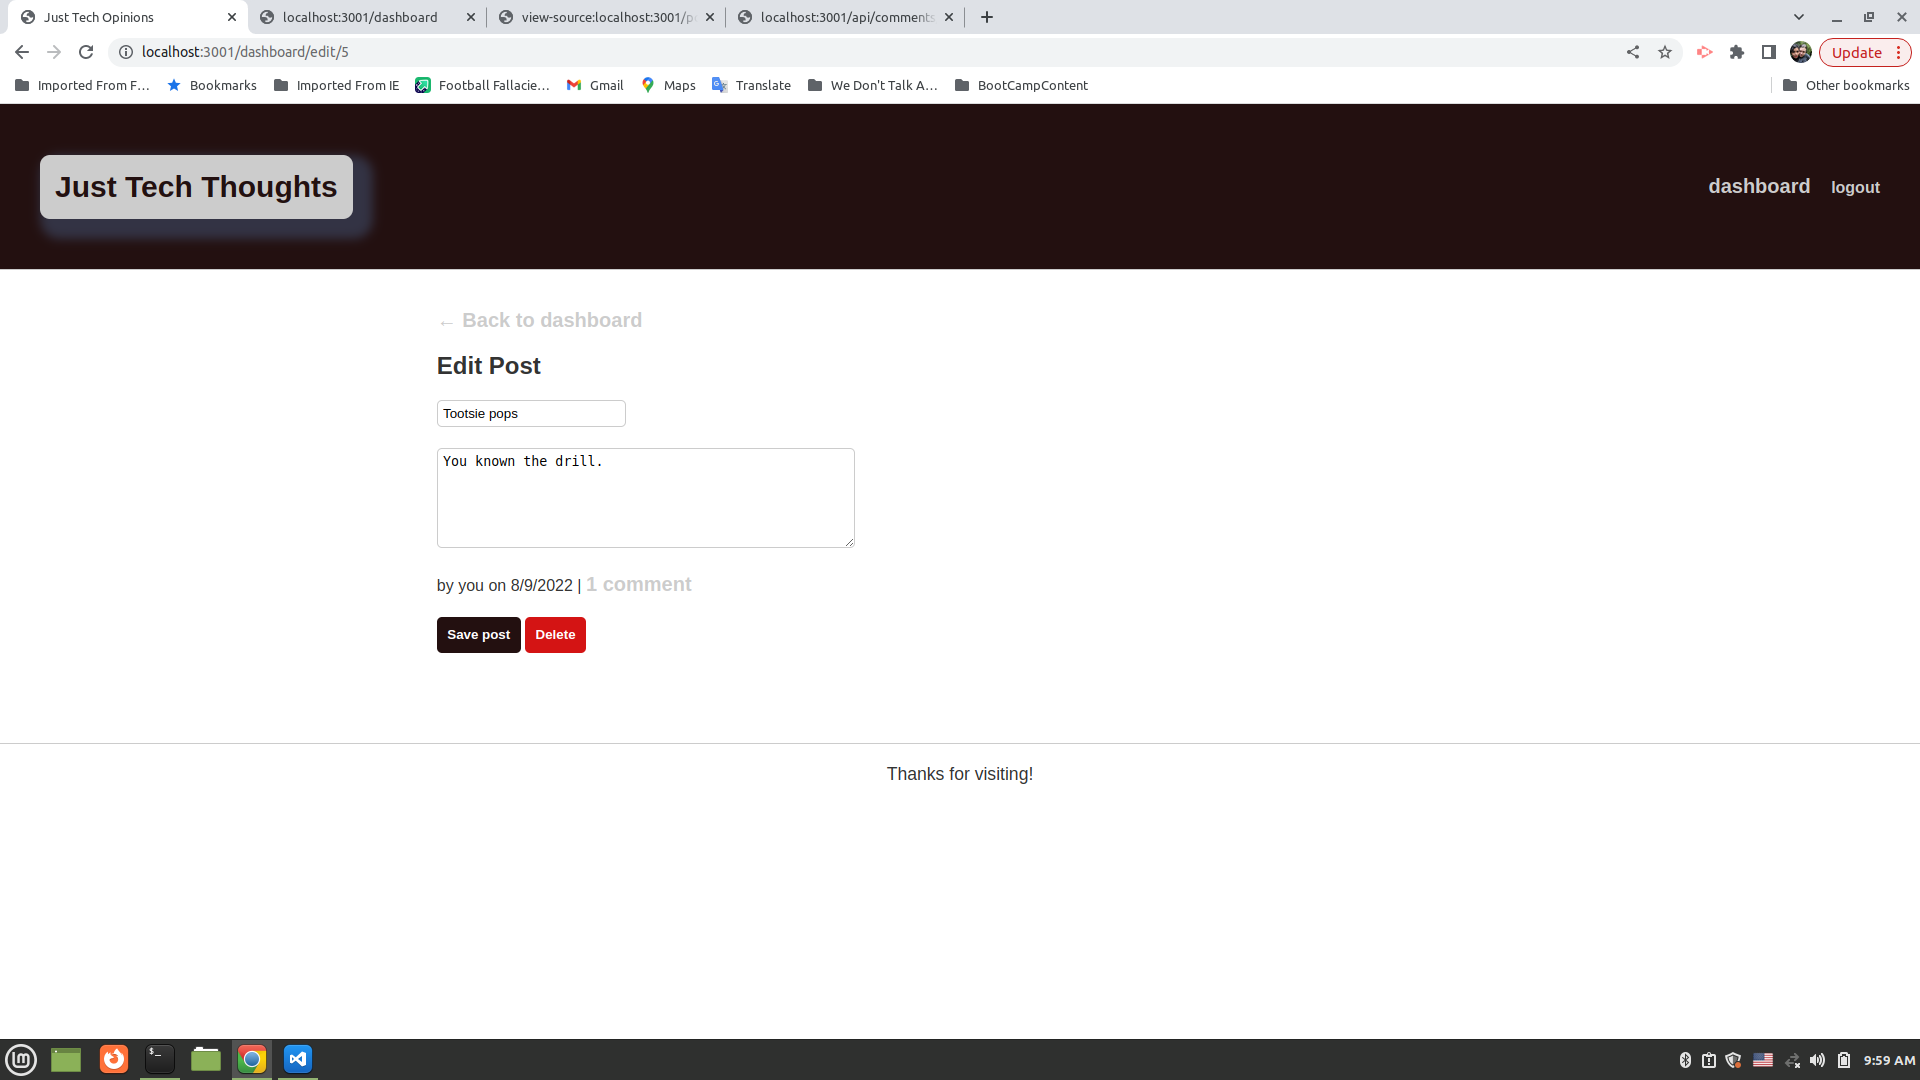 Just Tech Opinions
localhost:3001/dashboard
view-source:localhost:3001/p
localhost:3001/api/comments
localhost:3001/dashboard/edit/5
Update
Imported From F...
Bookmarks
Imported From IE
Football Fallacie...
Gmail
Maps
Translate
We Don't Talk A...
BootCampContent
Other bookmarks
Just Tech Thoughts
dashboard
logout
← Back to dashboard
Edit Post
Tootsie pops
You known the drill.
by you on 8/9/2022 | 1 comment
Save post
Delete
Thanks for visiting!
9:59 AM